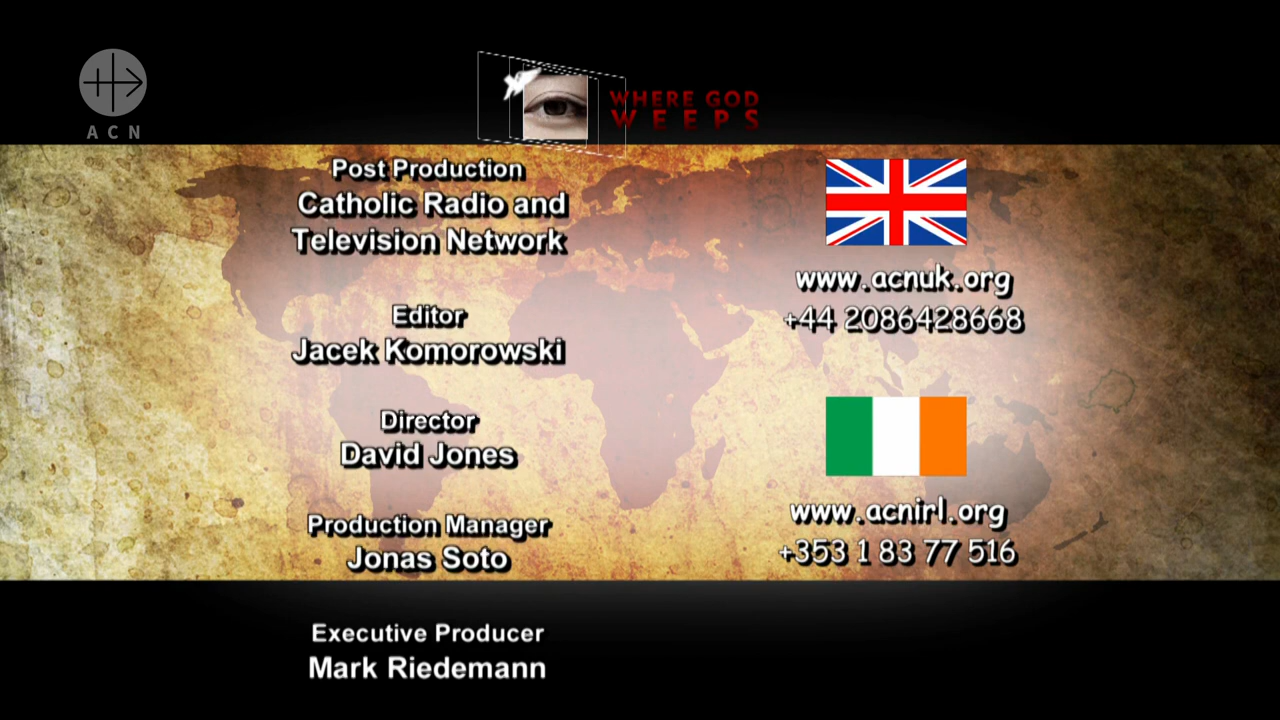 ACN
WHERE GOD
WEEPS
Post Production
Catholic Radio and
Television Network
Editor
Jacek Komorowski
Director
David Jones
Production Manager
Jonas Soto
Executive Producer
Mark Riedemann
www.acnuk.org
+44 2086428668
www.acnirl.org
+353 1 83 77 516